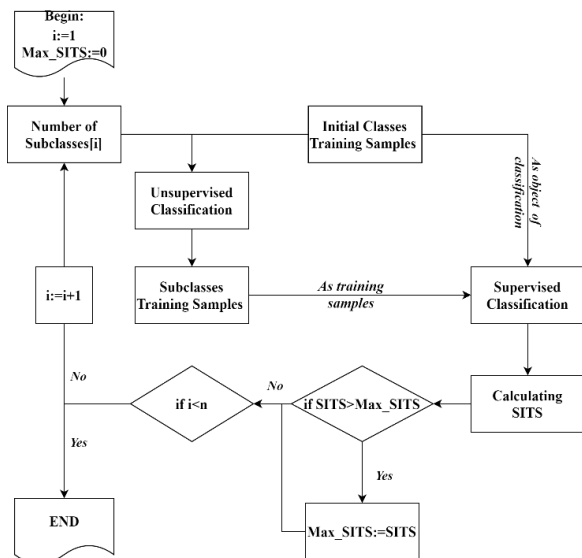 Begin:
i:=1
Max_SITS:=0
Number of
Subclasses[i]
Initial Classes
Training Samples
Unsupervised
Classification
As object of
classification
i:=i+1
Subclasses
Training Samples
As training
samples
Supervised
Classification
No
if i<n
No
if SITS>Max_SITS
Calculating
SITS
Yes
Yes
END
Max_SITS:=SITS